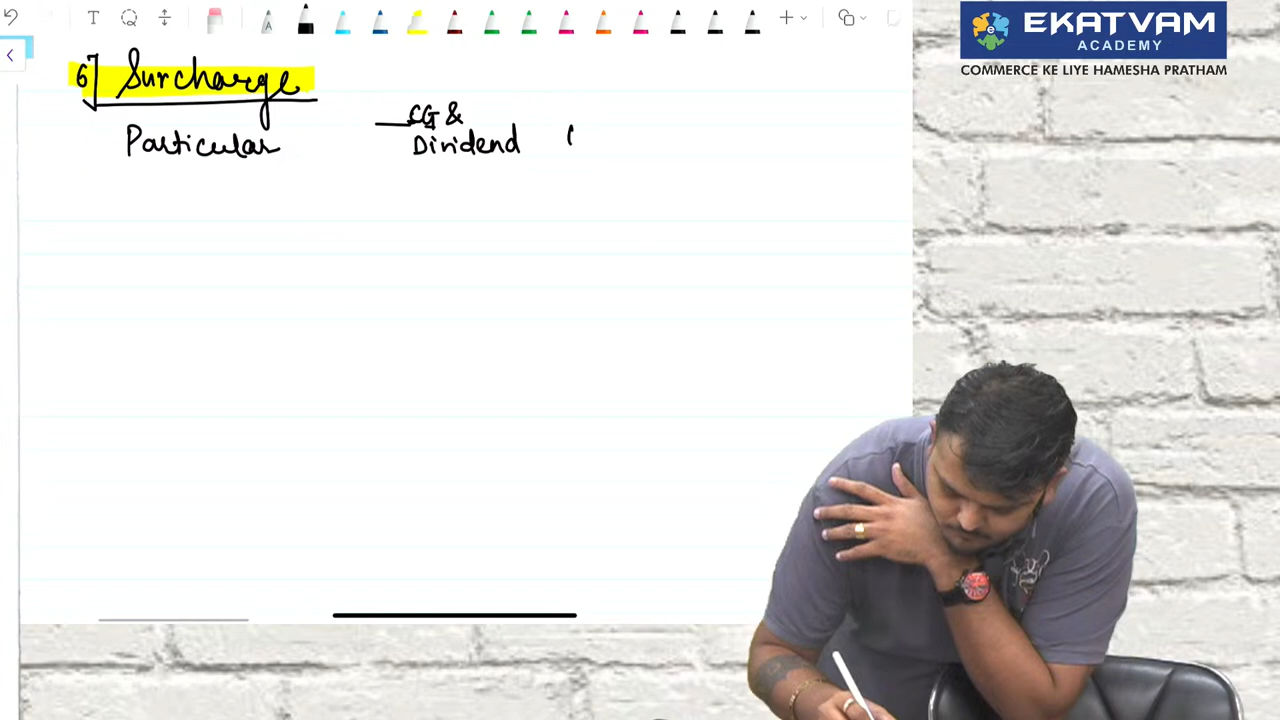 EKATVAM
ACADEMY
COMMERCE KE LIYE HAMESHA PRATHAM
6] Surcharge
CG &
Particular Dividend